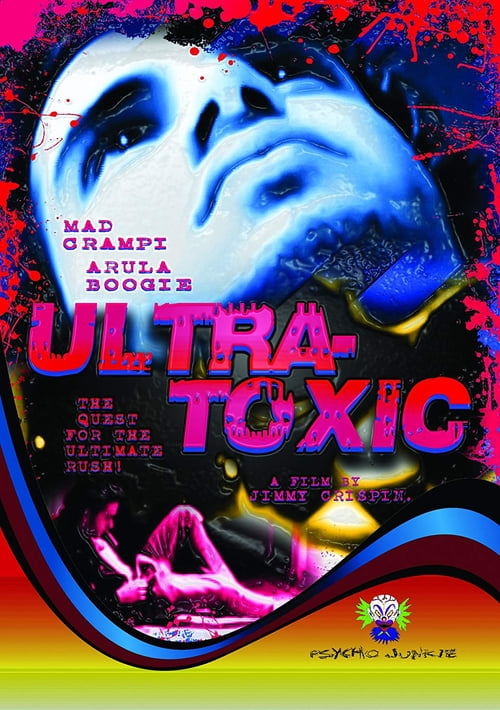 MAD
CRAMPI
ARULA
BOOGIE
ULTRA-
TOXIC
THE
QUEST
FOR THE
ULTIMATE
RUSH!
A FILM BY
JIMMY CRISPIN.
PSYCHO JUNKIE